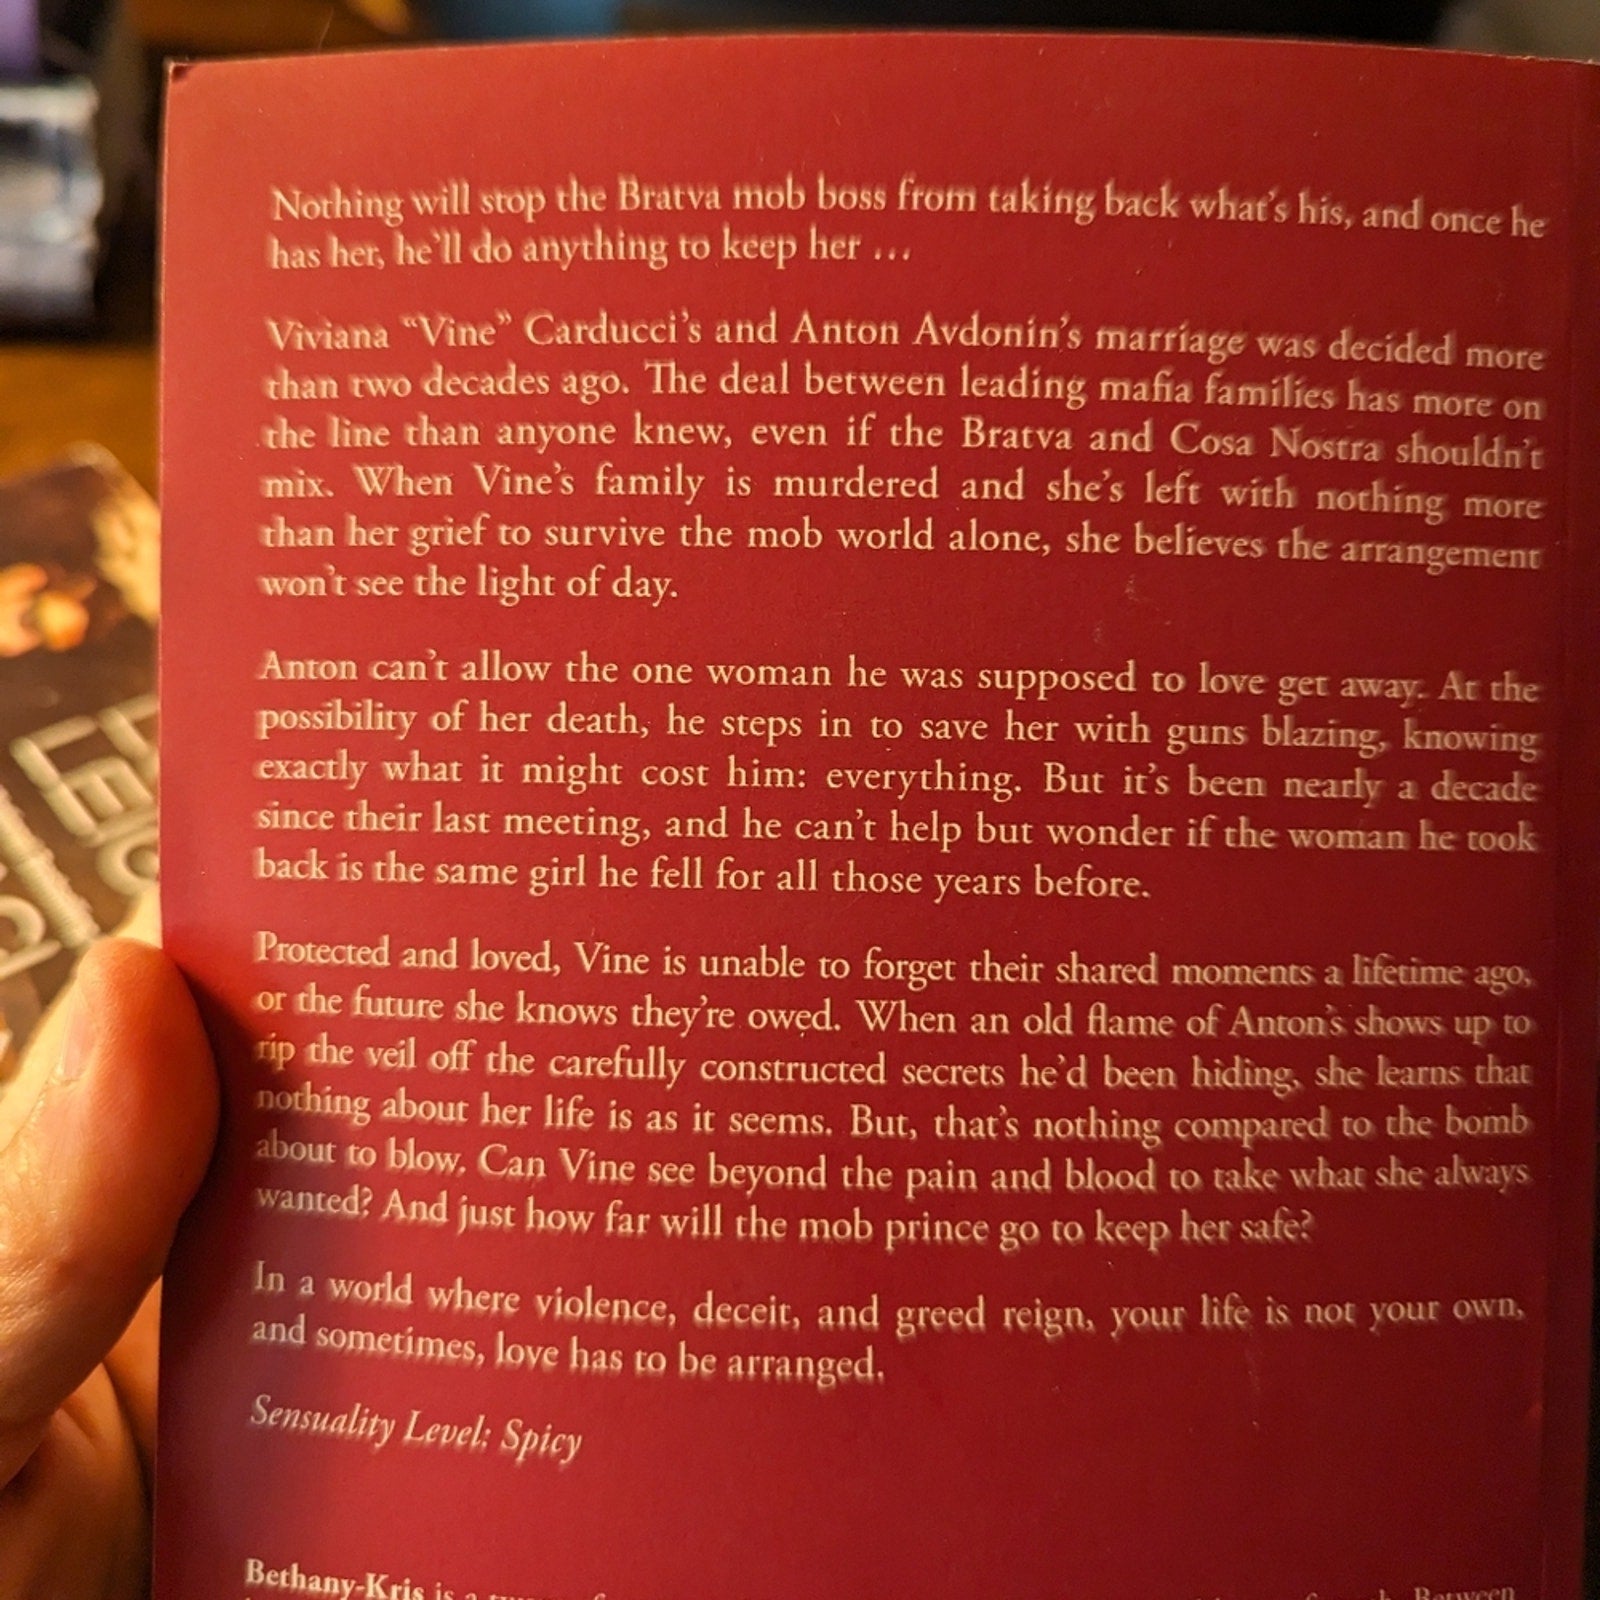 Nothing will stop the Bratva mob boss from taking back what's his, and once he
has her, he'll do anything to keep her ...
Viviana “Vine” Carducci's and Anton Avdonin's marriage was decided more
than two decades ago. The deal between leading mafia families has more on
the line than anyone knew, even if the Bratva and Cosa Nostra shouldn't
mix. When Vine's family is murdered and she's left with nothing more
than her grief to survive the mob world alone, she believes the arrangement
won't see the light of day.
Anton can't allow the one woman he was supposed to love get away. At the
possibility of her death, he steps in to save her with guns blazing, knowing
exactly what it might cost him: everything. But it's been nearly a decade
since their last meeting, and he can't help but wonder if the woman he took
back is the same girl he fell for all those years before.
Protected and loved, Vine is unable to forget their shared moments a lifetime ago,
or the future she knows they're owed. When an old flame of Anton's shows up to
rip the veil off the carefully constructed secrets he'd been hiding, she learns that
nothing about her life is as it seems. But, that's nothing compared to the bomb
about to blow. Can Vine see beyond the pain and blood to take what she always
wanted? And just how far will the mob prince go to keep her safe?
In a world where violence, deceit, and greed reign, your life is not your own,
and sometimes, love has to be arranged.
Sensuality Level: Spicy
Bethany-Kris is a Between